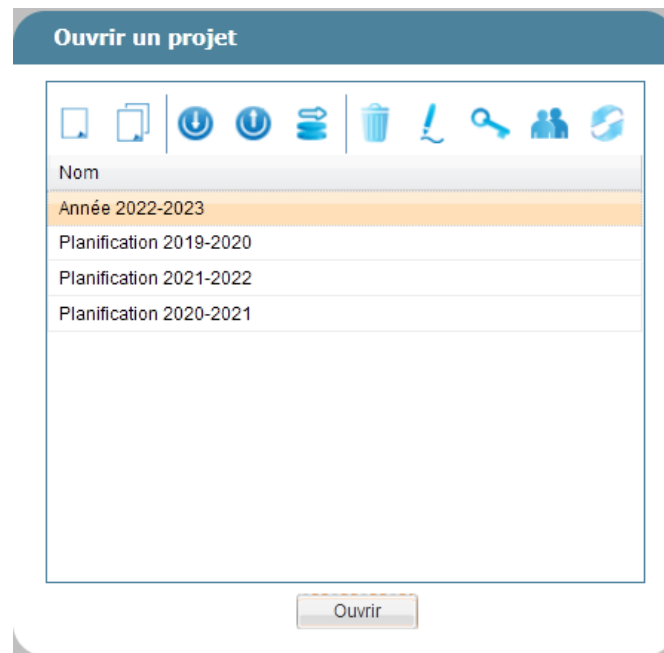 Ouvrir un projet
Nom
Année 2022-2023
Planification 2019-2020
Planification 2021-2022
Planification 2020-2021
Ouvrir